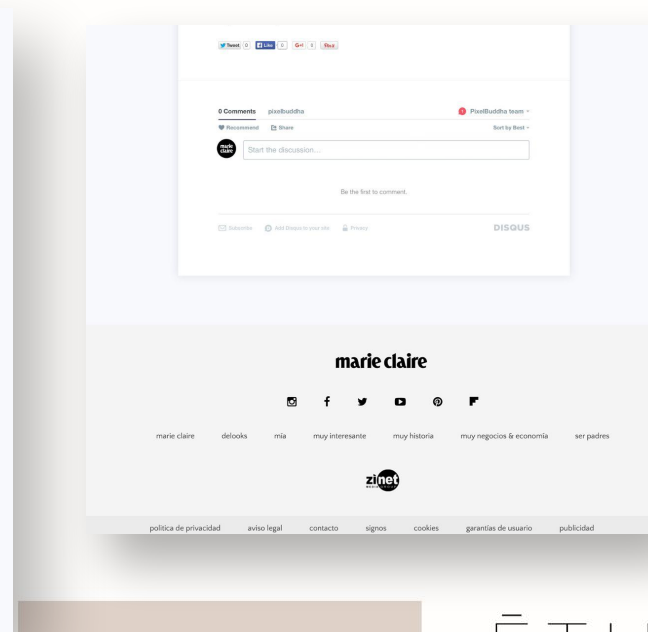 Tweet 0 Like 0 G+1 0 Pin it
0 Comments pixelbuddha PixelBuddha team
Recommend Share Sort by Best
marie claire Start the discussion...
Be the first to comment.
Subscribe Add Disqus to your site Privacy DISQUS
marie claire
marie claire delooks mía muy interesante muy historia muy negocios & economía ser padres
zinet
política de privacidad aviso legal contacto signos cookies garantías de usuario publicidad